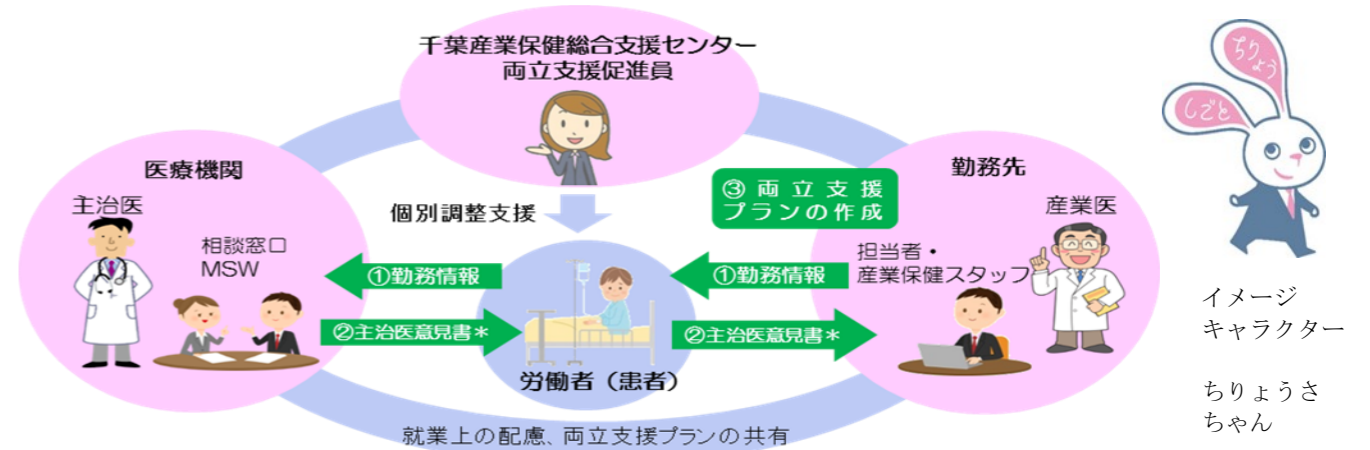 千葉産業保健総合支援センター
両立支援促進員
医療機関
主治医
相談窓口
MSW
個別調整支援
③両立支援
プランの作成
勤務先
産業医
担当者・
産業保健スタッフ
①勤務情報
①勤務情報
②主治医意見書*
②主治医意見書*
労働者（患者）
就業上の配慮、両立支援プランの共有
ちりょう
しごと
イメージ
キャラクター
ちりょうさ
ちゃん